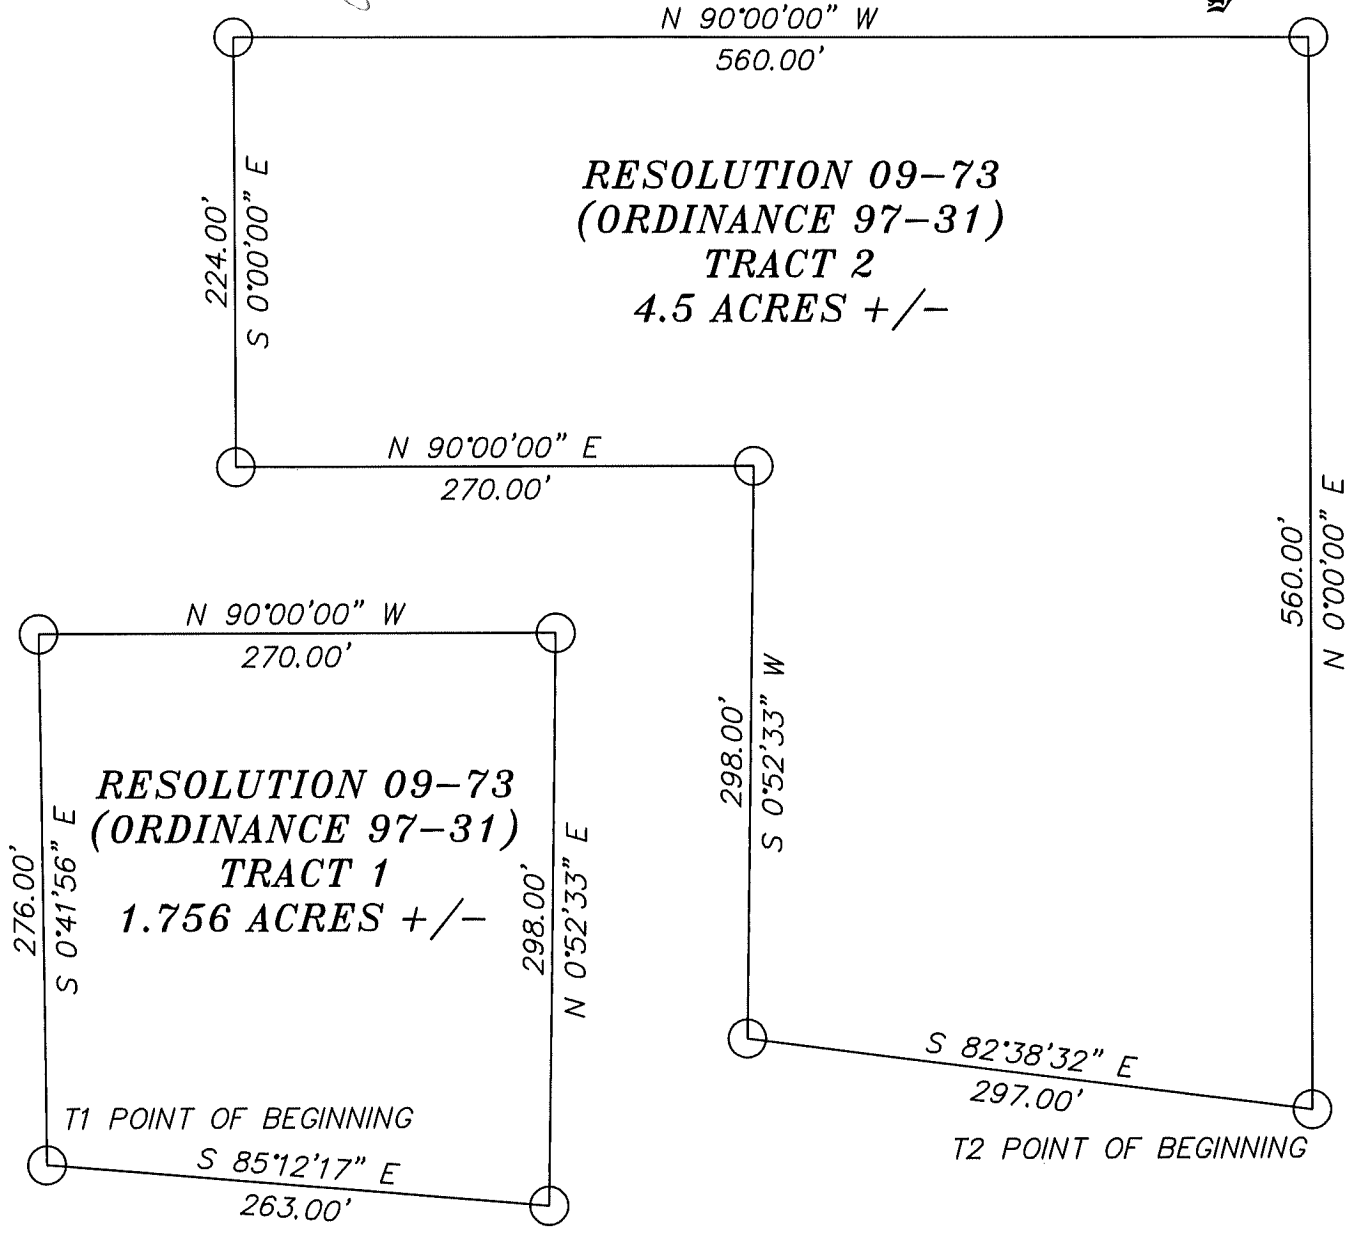 N 90°00'00" W
560.00'
RESOLUTION 09-73
(ORDINANCE 97-31)
TRACT 2
4.5 ACRES +/-
224.00'
S 0°00'00" E
N 90°00'00" E
270.00'
560.00'
N 0°00'00" E
298.00'
S 0°52'33" W
S 82°38'32" E
297.00'
T2 POINT OF BEGINNING
N 90°00'00" W
270.00'
RESOLUTION 09-73
(ORDINANCE 97-31)
TRACT 1
1.756 ACRES +/-
276.00'
S 0°41'56" E
298.00'
N 0°52'33" E
T1 POINT OF BEGINNING
S 85°12'17" E
263.00'